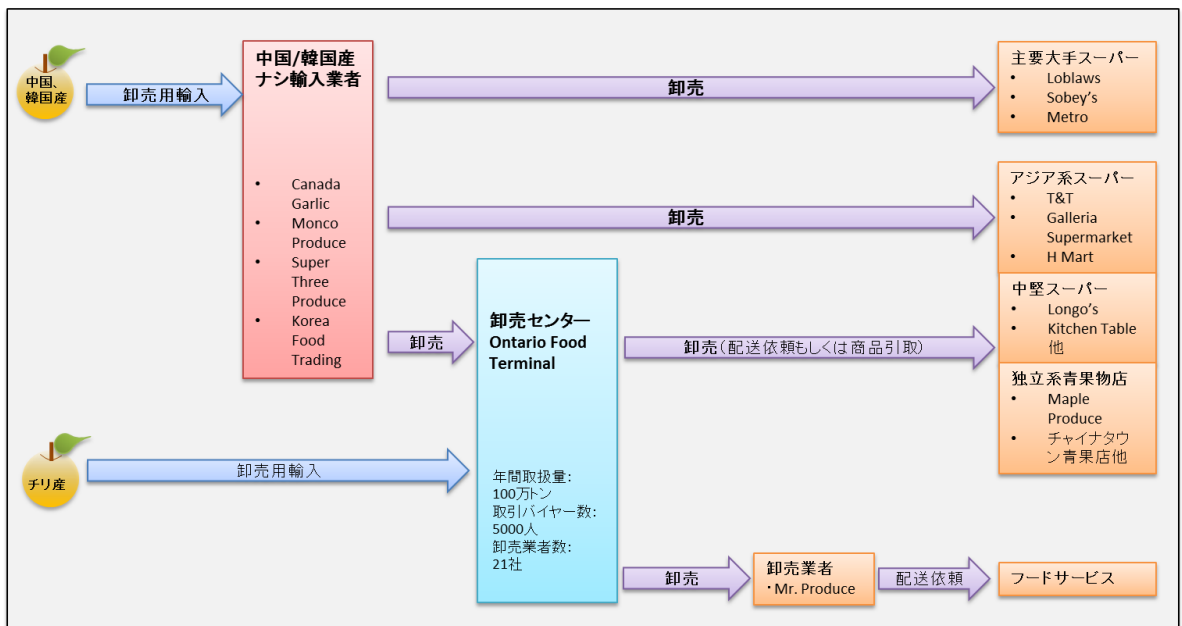 中国、
韓国産
卸売用輸入
中国/韓国産
ナシ輸入業者
• Canada
Garlic
• Monco
Produce
• Super
Three
Produce
• Korea
Food
Trading
卸売
主要大手スーパー
• Loblaws
• Sobey's
• Metro
卸売
アジア系スーパー
• T&T
• Galleria
Supermarket
• H Mart
卸売
卸売センター
Ontario Food
Terminal
年間取扱量:
100万トン
取引バイヤー数:
5000人
卸売業者数:
21社
卸売(配送依頼もしくは商品引取)
中堅スーパー
• Longo's
• Kitchen Table
他
独立系青果物店
• Maple
Produce
• チャイナタウ
ン青果店他
チリ産
卸売用輸入
卸売
卸売業者
・Mr. Produce
配送依頼
フードサービス